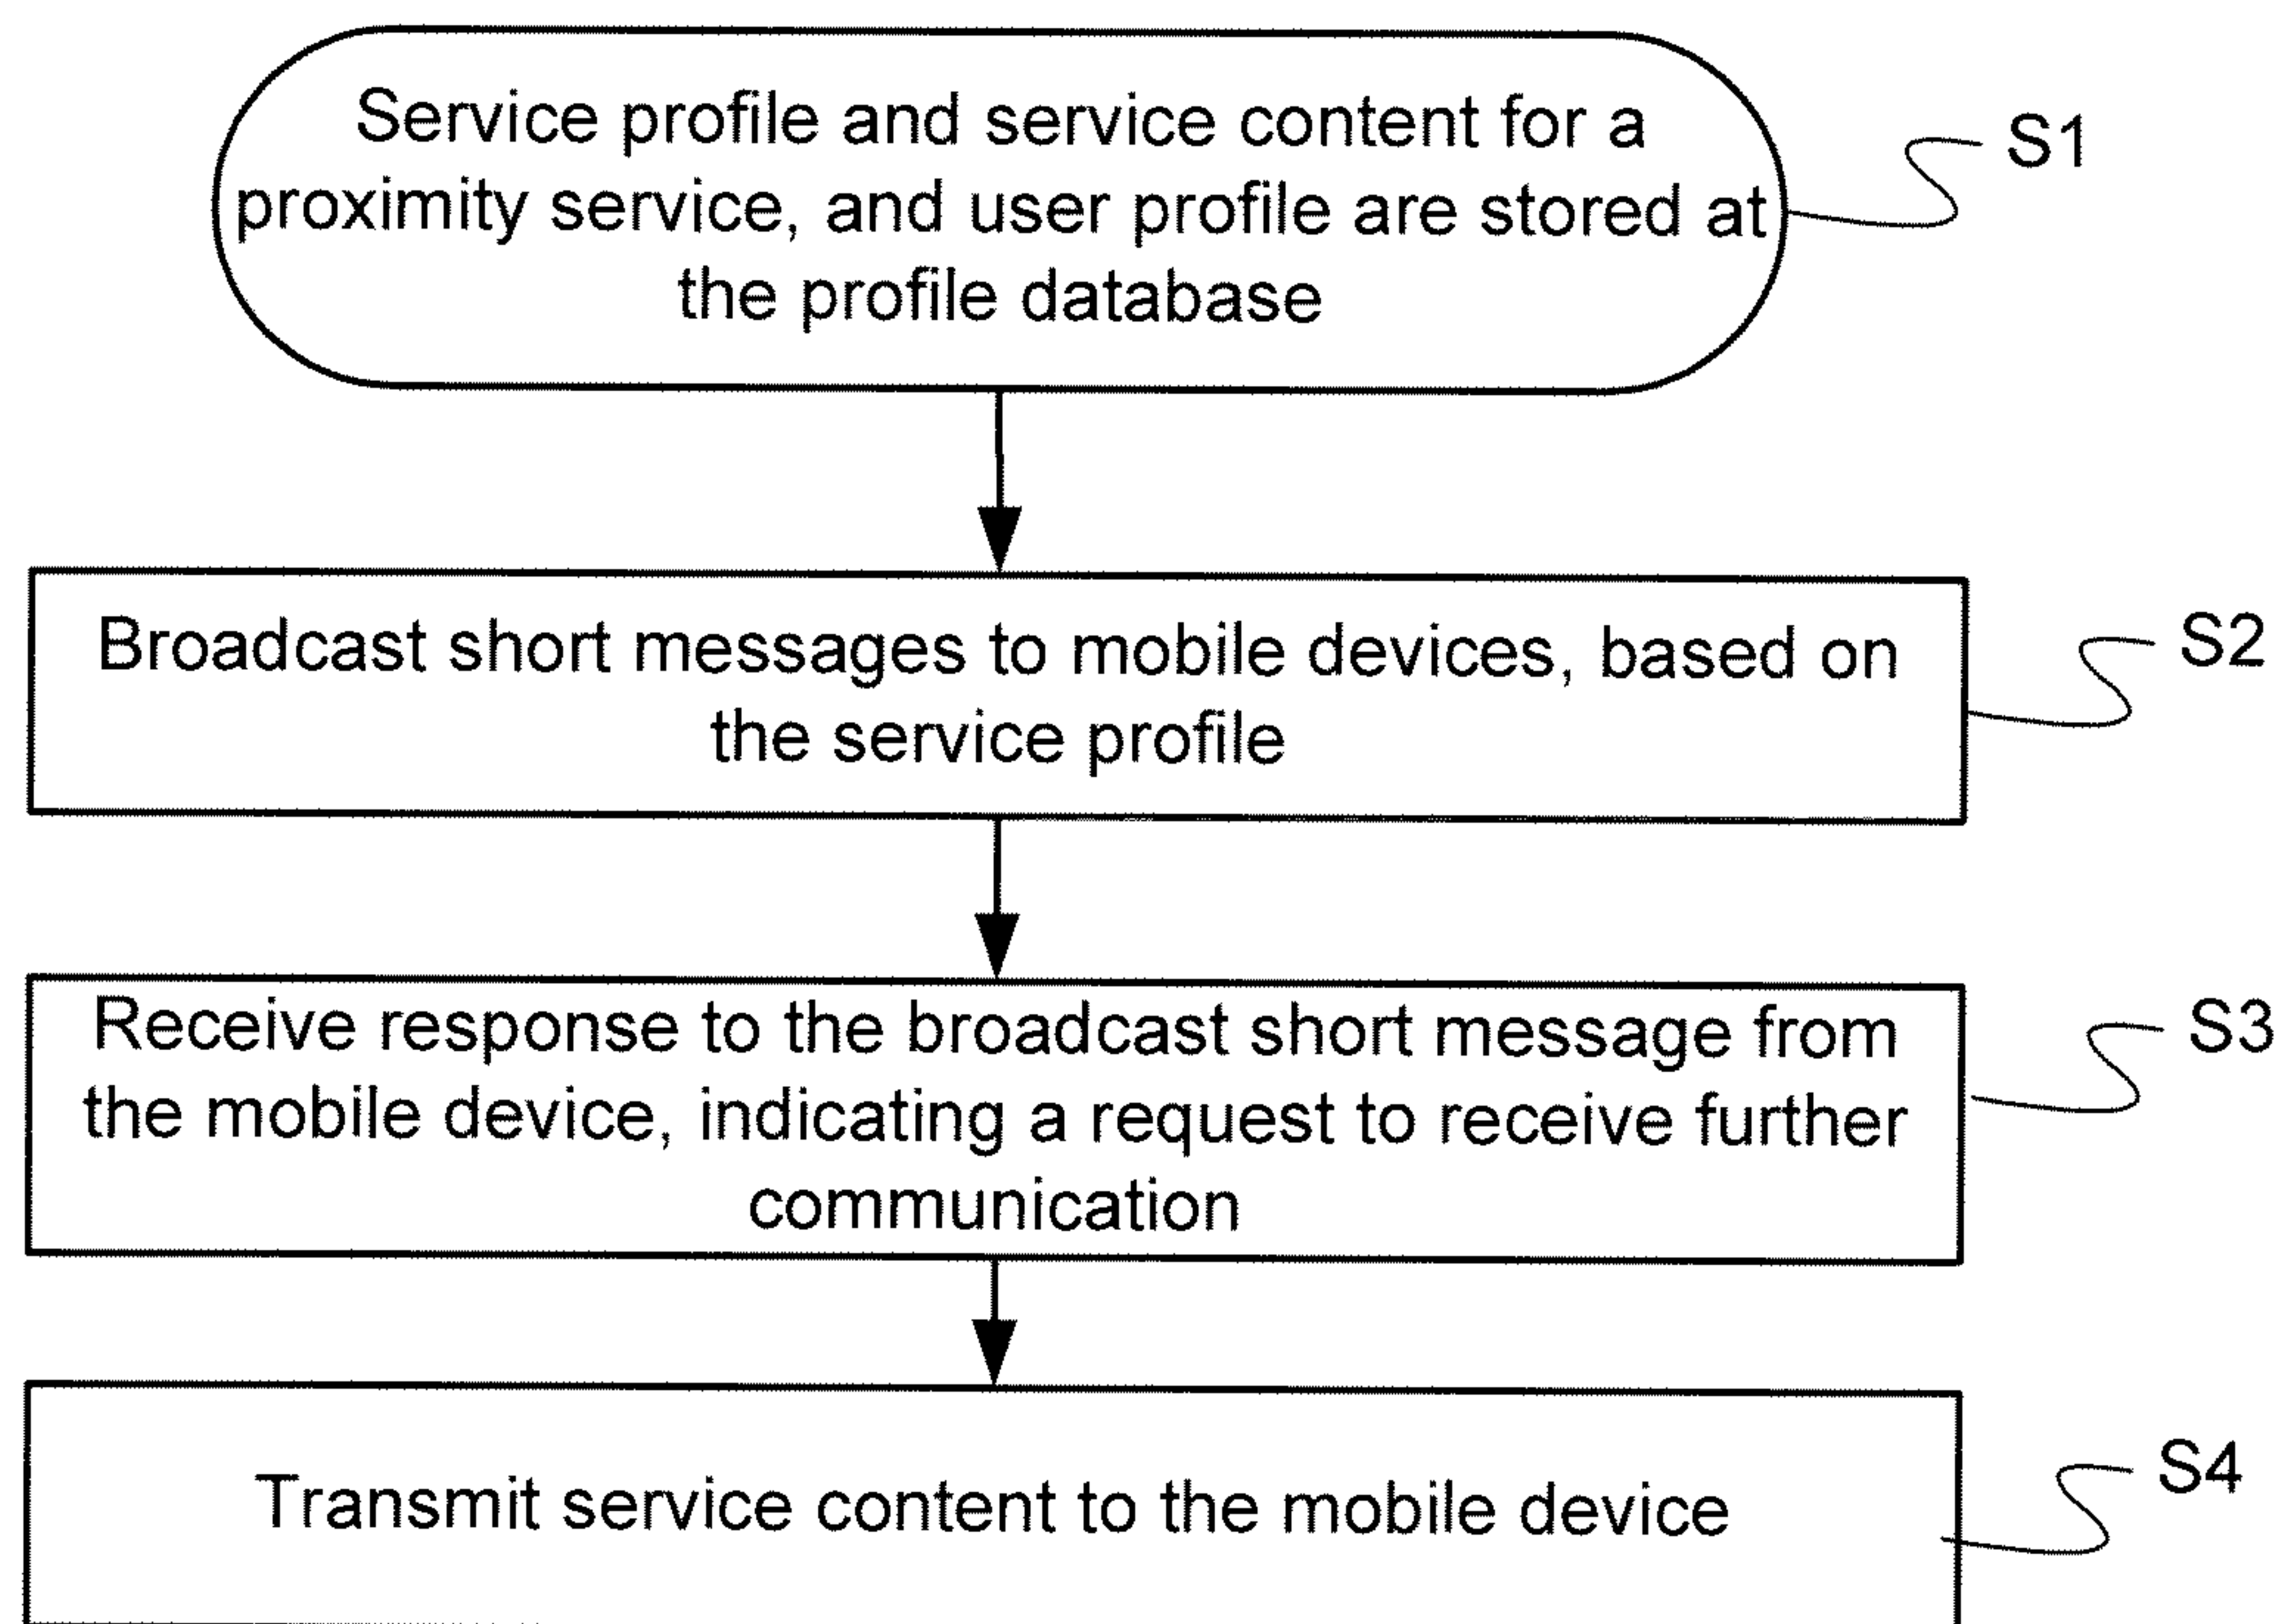 Service profile and service content for a
proximity service, and user profile are stored at
the profile database
S1
Broadcast short messages to mobile devices, based on
the service profile
S2
Receive response to the broadcast short message from
the mobile device, indicating a request to receive further
communication
S3
Transmit service content to the mobile device
S4